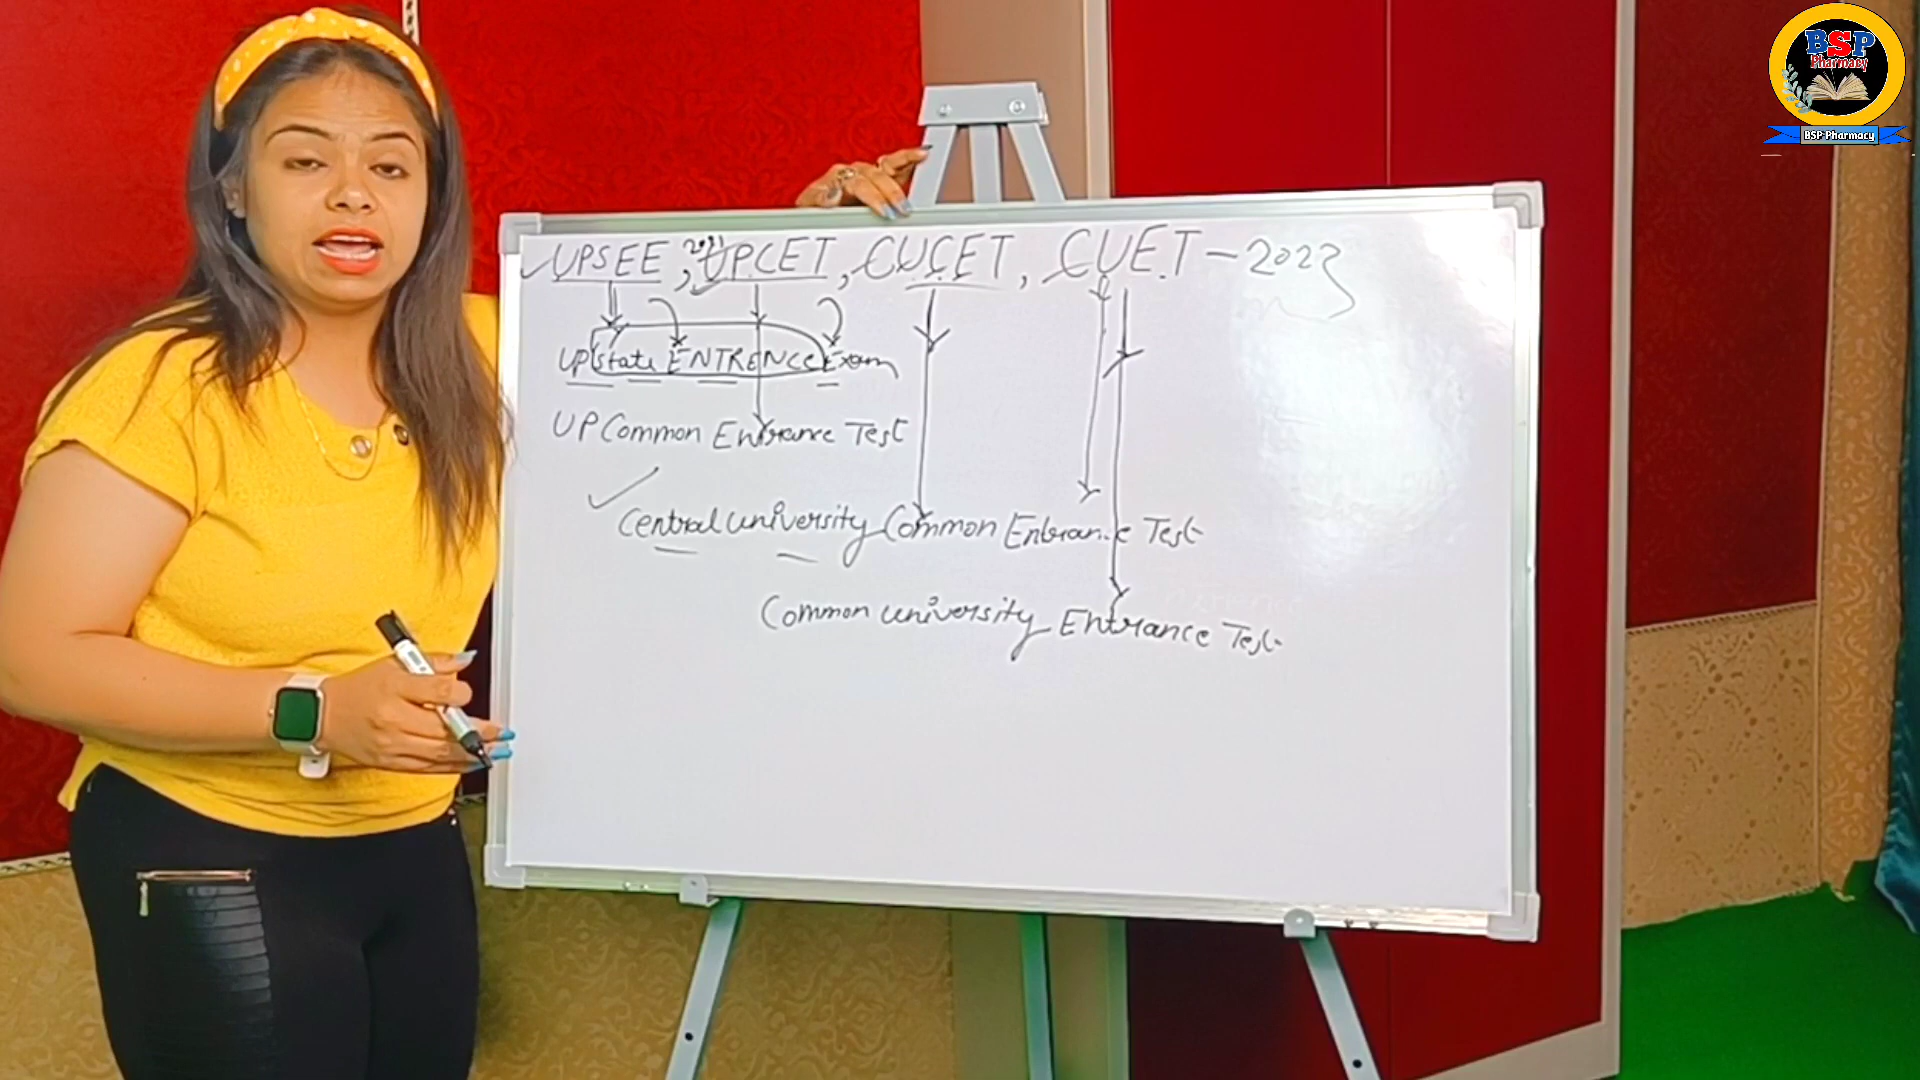 UPSEE, 2021 UPCET, CUCET, CUET - 2023
UP State ENTRENCE Exam
UP Common Entrance Test
Central University Common Entrance Test
Common University Entrance Test
BSP
Pharmacy
BSP-Pharmacy